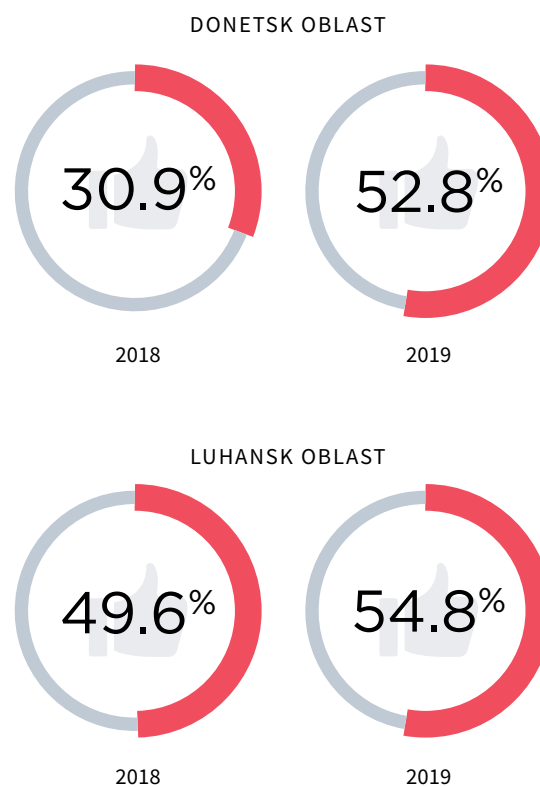 DONETSK OBLAST
30.9% 52.8%
2018 2019
LUHANSK OBLAST
49.6% 54.8%
2018 2019